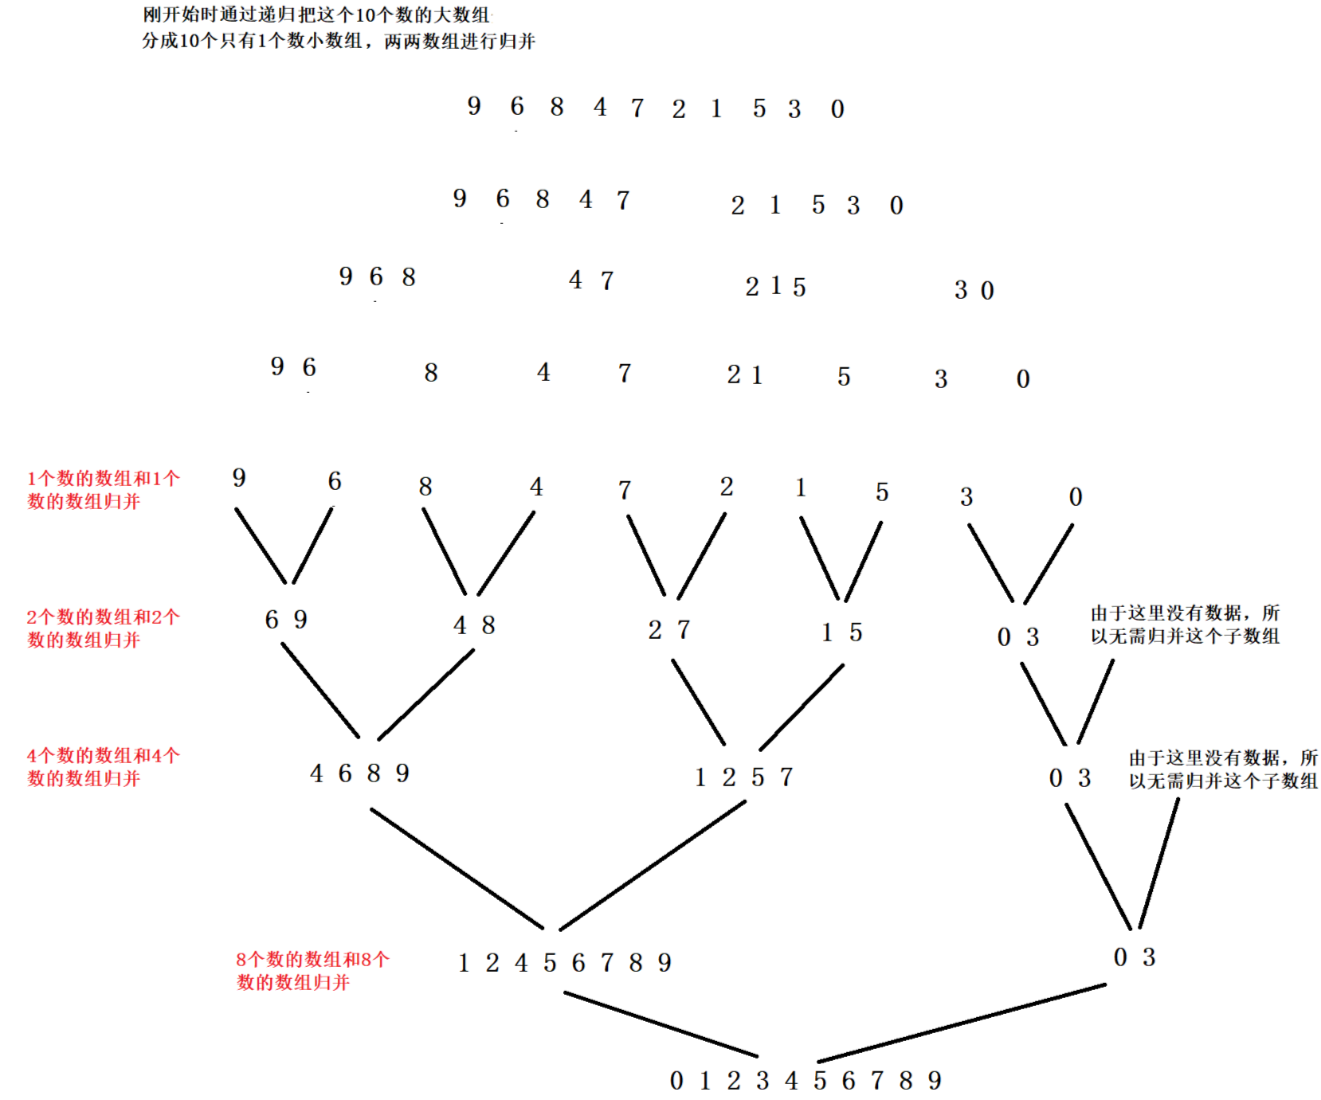 刚开始时通过递归把这个10个数的大数组
分成10个只有1个数小数组，两两数组进行归并
9 6 8 4 7 2 1 5 3 0
9 6 8 4 7 2 1 5 3 0
9 6 8 4 7 2 1 5 3 0
9 6 8 4 7 2 1 5 3 0
1个数的数组和1个
数的数组归并
9 6 8 4 7 2 1 5 3 0
2个数的数组和2个
数的数组归并
6 9 4 8 2 7 1 5 0 3
由于这里没有数据，所
以无需归并这个子数组
4个数的数组和4个
数的数组归并
4 6 8 9 1 2 5 7 0 3
由于这里没有数据，所
以无需归并这个子数组
8个数的数组和8个
数的数组归并
1 2 4 5 6 7 8 9 0 3
0 1 2 3 4 5 6 7 8 9